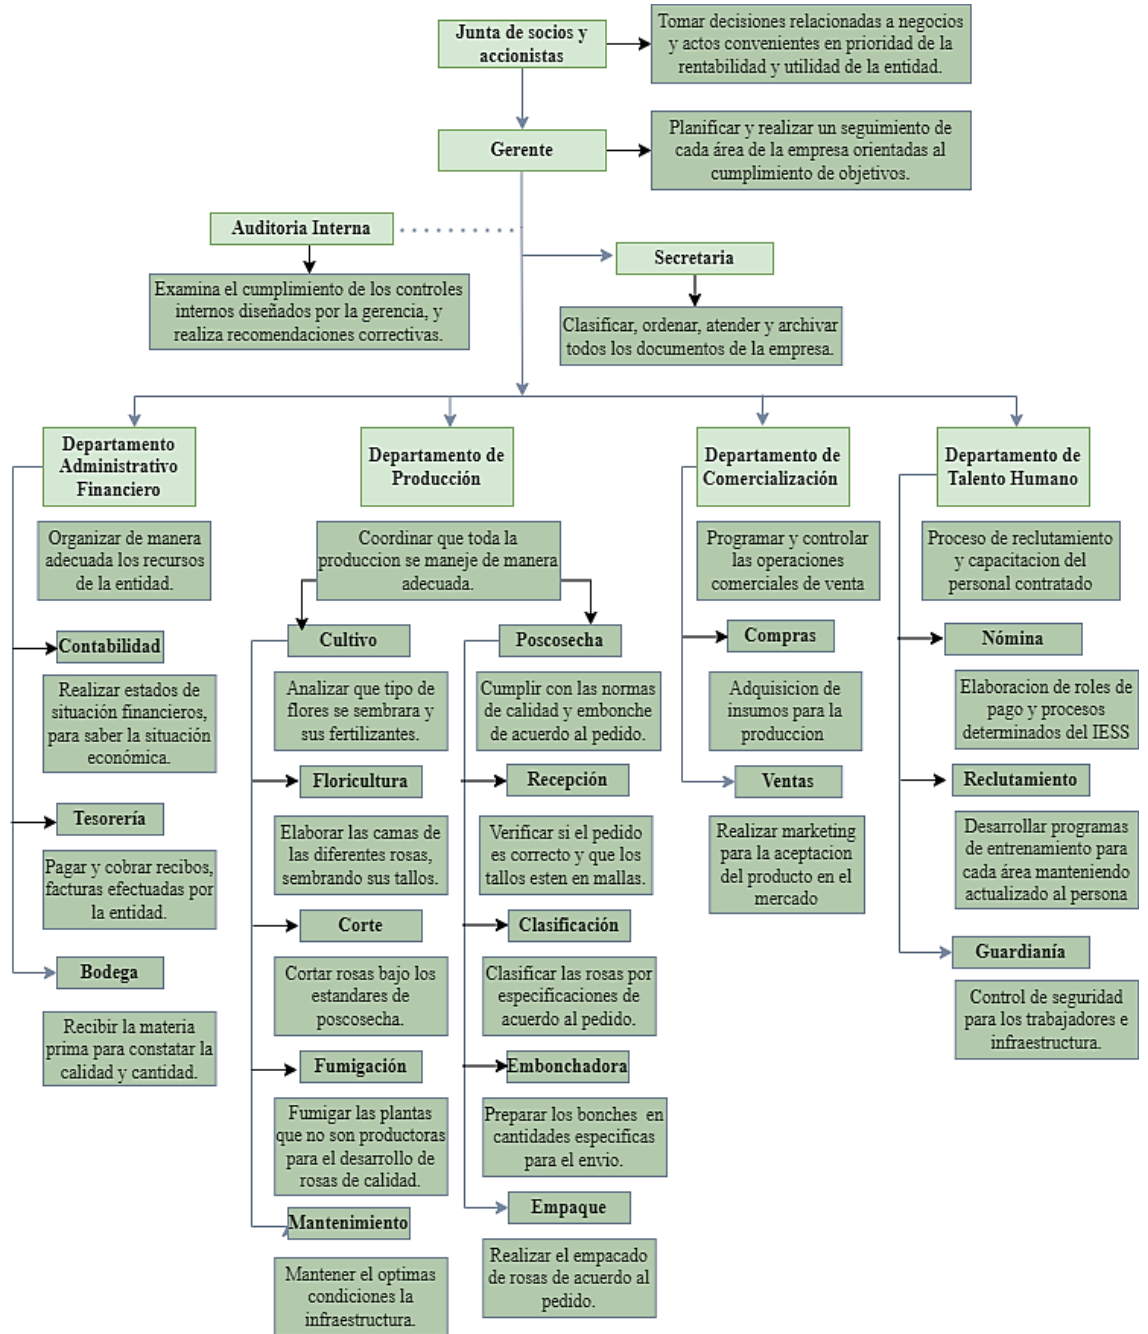 Junta de socios y
accionistas
Tomar decisiones relacionadas a negocios
y actos convenientes en prioridad de la
rentabilidad y utilidad de la entidad.
Gerente
Planificar y realizar un seguimiento de
cada área de la empresa orientadas al
cumplimiento de objetivos.
Auditoria Interna
Examina el cumplimiento de los controles
internos diseñados por la gerencia, y
realiza recomendaciones correctivas.
Secretaria
Clasificar, ordenar, atender y archivar
todos los documentos de la empresa.
Departamento
Administrativo
Financiero
Organizar de manera
adecuada los recursos
de la entidad.
Contabilidad
Realizar estados de
situación financieros,
para saber la situación
económica.
Tesorería
Pagar y cobrar recibos,
facturas efectuadas por
la entidad.
Bodega
Recibir la materia
prima para constatar la
calidad y cantidad.
Departamento de
Producción
Coordinar que toda la
produccion se maneje de manera
adecuada.
Cultivo
Analizar que tipo de
flores se sembrara y
sus fertilizantes.
Floricultura
Elaborar las camas de
las diferentes rosas,
sembrando sus tallos.
Corte
Cortar rosas bajo los
estandares de
poscosecha.
Fumigación
Fumigar las plantas
que no son productoras
para el desarrollo de
rosas de calidad.
Mantenimiento
Mantener el optimas
condiciones la
infraestructura.
Poscosecha
Cumplir con las normas
de calidad y embonche
de acuerdo al pedido.
Recepción
Verificar si el pedido
es correcto y que los
tallos esten en mallas.
Clasificación
Clasificar las rosas por
especificaciones de
acuerdo al pedido.
Embonchadora
Preparar los bonches en
cantidades especificas
para el envio.
Empaque
Realizar el empacado
de rosas de acuerdo al
pedido.
Departamento de
Comercialización
Programar y controlar
las operaciones
comerciales de venta
Compras
Adquisicion de
insumos para la
produccion
Ventas
Realizar marketing
para la aceptacion
del producto en el
mercado
Departamento de
Talento Humano
Proceso de reclutamiento
y capacitacion del
personal contratado
Nómina
Elaboracion de roles de
pago y procesos
determinados del IESS
Reclutamiento
Desarrollar programas
de entrenamiento para
cada área manteniendo
actualizado al persona
Guardianía
Control de seguridad
para los trabajadores e
infraestructura.